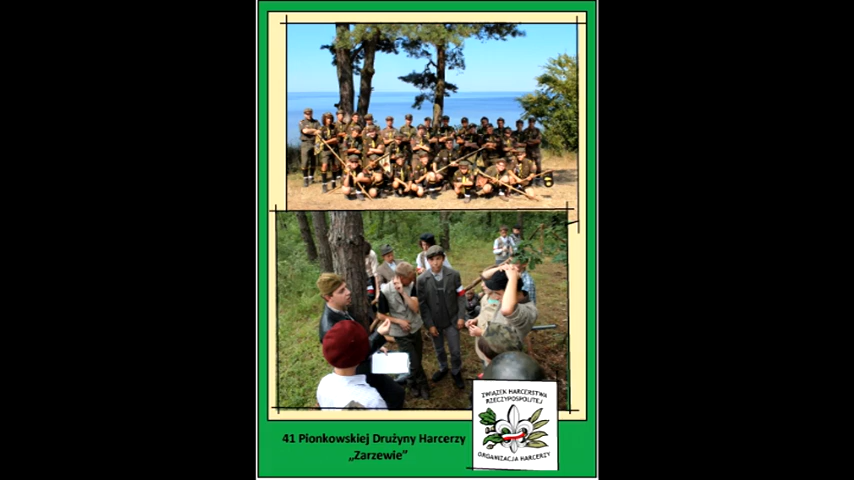 ZWIĄZEK HARCERSTWA
RZECZYPOSPOLITEJ
ORGANIZACJA HARCERZY
41 Pionkowskiej Drużyny Harcerzy
„Zarzewie”